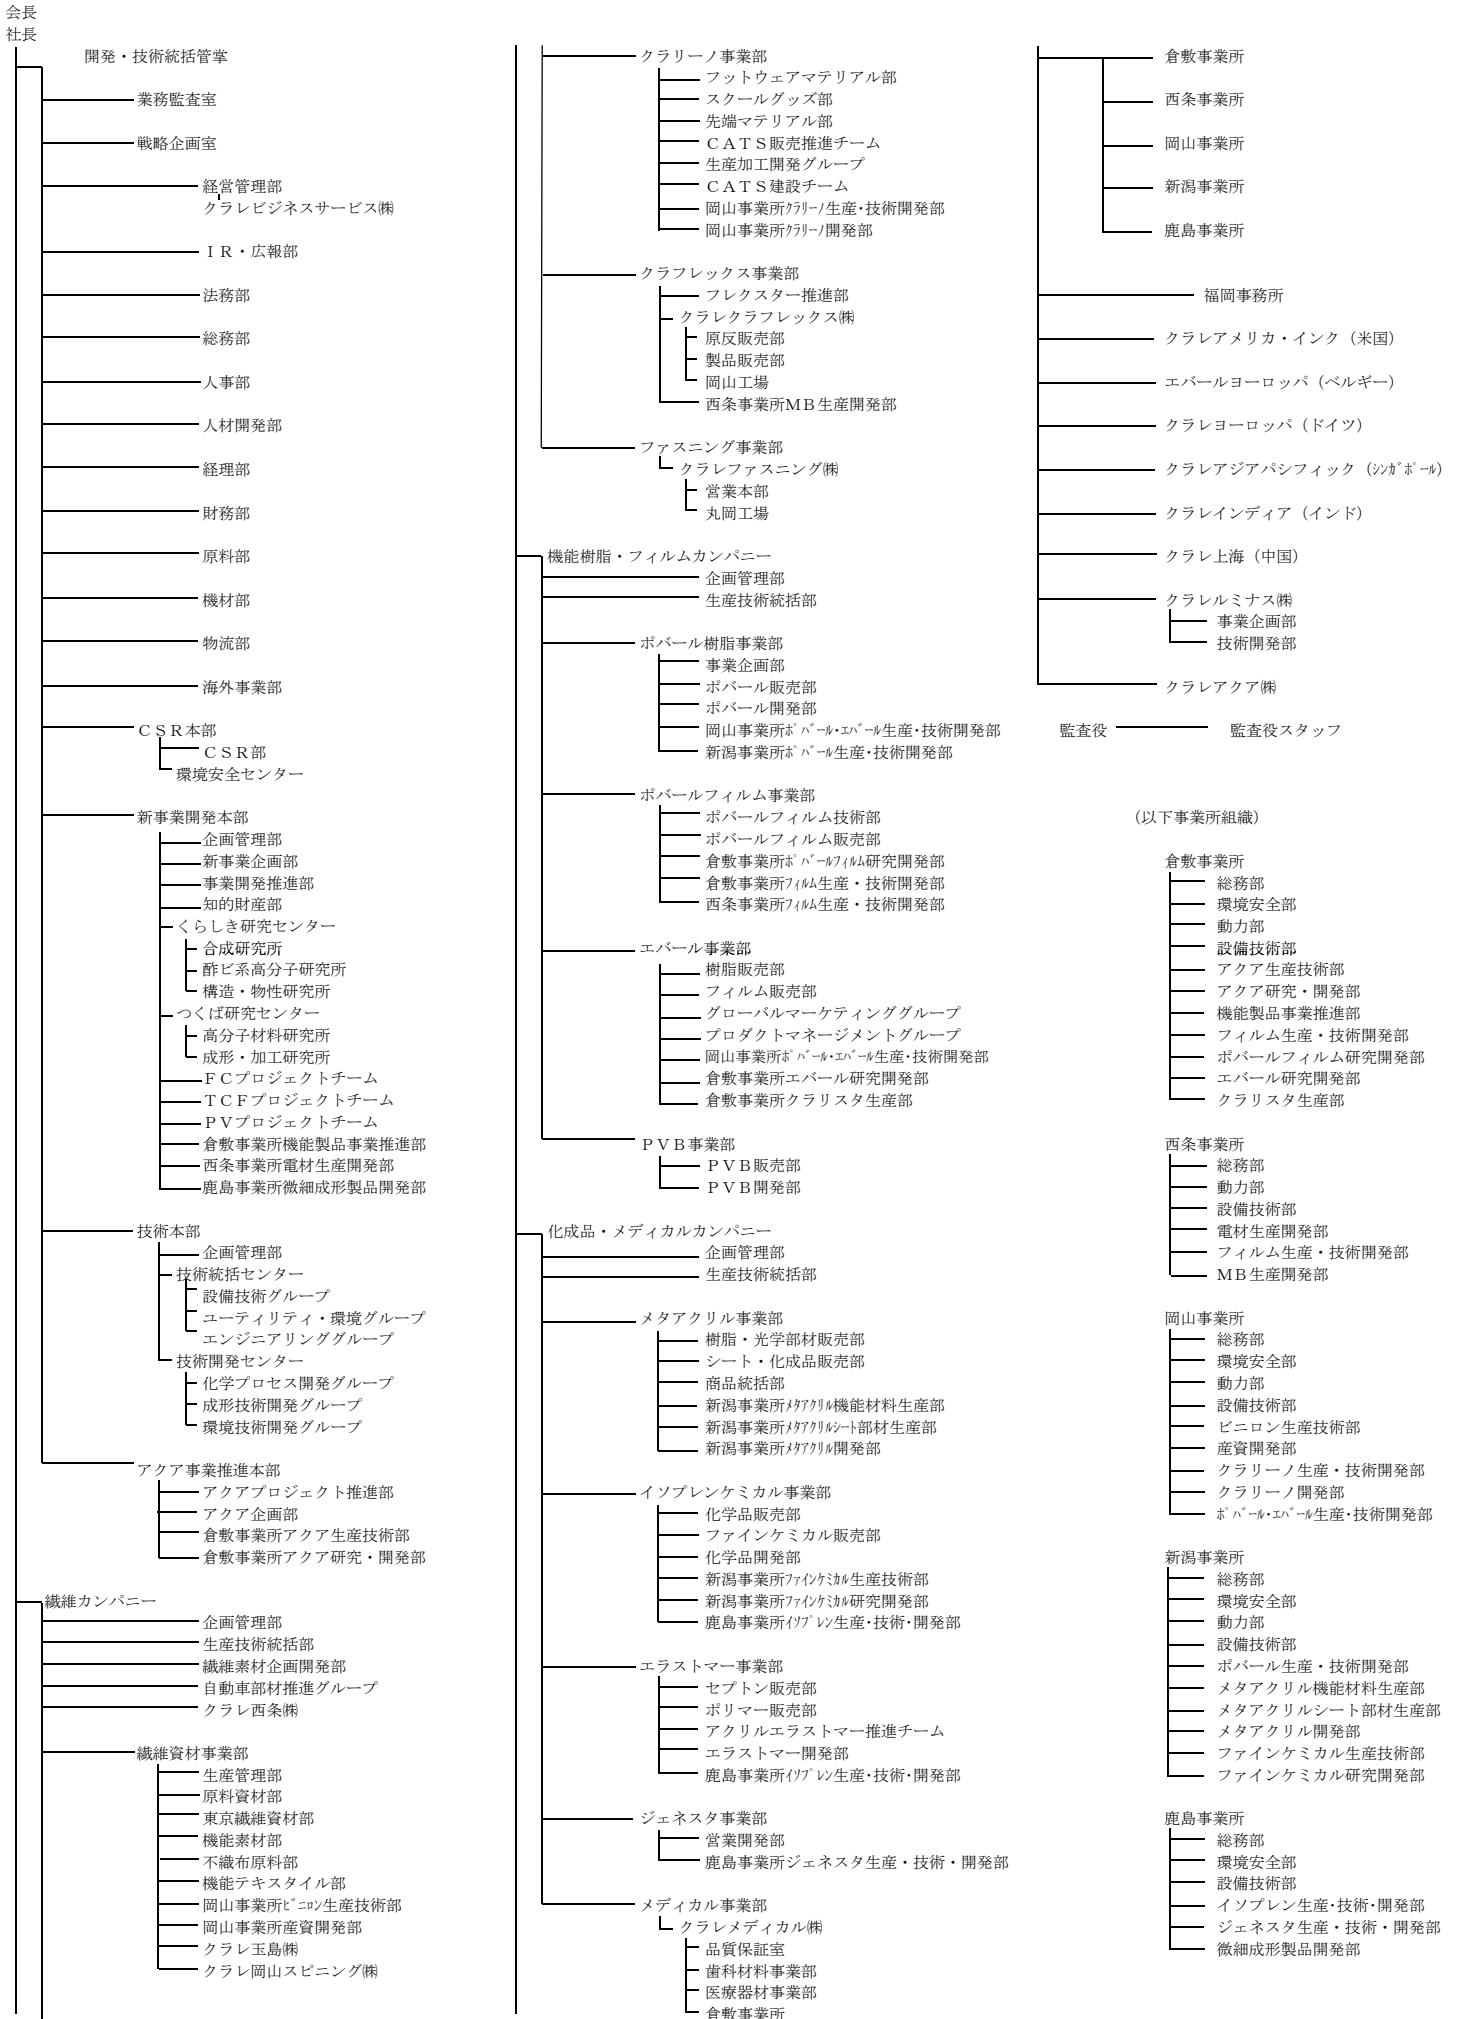 会長
社長
開発・技術統括管掌
業務監査室
戦略企画室
経営管理部
クラレビジネスサービス㈱
ＩＲ・広報部
法務部
総務部
人事部
人材開発部
経理部
財務部
原料部
機材部
物流部
海外事業部
ＣＳＲ本部
ＣＳＲ部
環境安全センター
新事業開発本部
企画管理部
新事業企画部
事業開発推進部
知的財産部
くらしき研究センター
合成研究所
酢ビ系高分子研究所
構造・物性研究所
つくば研究センター
高分子材料研究所
成形・加工研究所
ＦＣプロジェクトチーム
ＴＣＦプロジェクトチーム
ＰＶプロジェクトチーム
倉敷事業所機能製品事業推進部
西条事業所電材生産開発部
鹿島事業所微細成形製品開発部
技術本部
企画管理部
技術統括センター
設備技術グループ
ユーティリティ・環境グループ
エンジニアリンググループ
技術開発センター
化学プロセス開発グループ
成形技術開発グループ
環境技術開発グループ
アクア事業推進本部
アクアプロジェクト推進部
アクア企画部
倉敷事業所アクア生産技術部
倉敷事業所アクア研究・開発部
繊維カンパニー
企画管理部
生産技術統括部
繊維素材企画開発部
自動車部材推進グループ
クラレ西条㈱
繊維資材事業部
生産管理部
原料資材部
東京繊維資材部
機能素材部
不織布原料部
機能テキスタイル部
岡山事業所ﾋﾞﾆﾛﾝ生産技術部
岡山事業所産資開発部
クラレ玉島㈱
クラレ岡山スピニング㈱
クラリーノ事業部
フットウェアマテリアル部
スクールグッズ部
先端マテリアル部
ＣＡＴＳ販売推進チーム
生産加工開発グループ
ＣＡＴＳ建設チーム
岡山事業所ｸﾗﾘｰﾉ生産･技術開発部
岡山事業所ｸﾗﾘｰﾉ開発部
クラフレックス事業部
フレクスター推進部
クラレクラフレックス㈱
原反販売部
製品販売部
岡山工場
西条事業所ＭＢ生産開発部
ファスニング事業部
クラレファスニング㈱
営業本部
丸岡工場
機能樹脂・フィルムカンパニー
企画管理部
生産技術統括部
ポバール樹脂事業部
事業企画部
ポバール販売部
ポバール開発部
岡山事業所ﾎﾟﾊﾞｰﾙ･ｴﾊﾞｰﾙ生産･技術開発部
新潟事業所ﾎﾟﾊﾞｰﾙ生産･技術開発部
ポバールフィルム事業部
ポバールフィルム技術部
ポバールフィルム販売部
倉敷事業所ﾎﾟﾊﾞｰﾙﾌｨﾙﾑ研究開発部
倉敷事業所ﾌｨﾙﾑ生産・技術開発部
西条事業所ﾌｨﾙﾑ生産・技術開発部
エバール事業部
樹脂販売部
フィルム販売部
グローバルマーケティンググループ
プロダクトマネージメントグループ
岡山事業所ﾎﾟﾊﾞｰﾙ･ｴﾊﾞｰﾙ生産･技術開発部
倉敷事業所エバール研究開発部
倉敷事業所クラリスタ生産部
ＰＶＢ事業部
ＰＶＢ販売部
ＰＶＢ開発部
化成品・メディカルカンパニー
企画管理部
生産技術統括部
メタアクリル事業部
樹脂・光学部材販売部
シート・化成品販売部
商品統括部
新潟事業所ﾒﾀｱｸﾘﾙ機能材料生産部
新潟事業所ﾒﾀｱｸﾘﾙｼｰﾄ部材生産部
新潟事業所ﾒﾀｱｸﾘﾙ開発部
イソプレンケミカル事業部
化学品販売部
ファインケミカル販売部
化学品開発部
新潟事業所ﾌｧｲﾝｹﾐｶﾙ生産技術部
新潟事業所ﾌｧｲﾝｹﾐｶﾙ研究開発部
鹿島事業所ｲｿﾌﾟﾚﾝ生産･技術･開発部
エラストマー事業部
セプトン販売部
ポリマー販売部
アクリルエラストマー推進チーム
エラストマー開発部
鹿島事業所ｲｿﾌﾟﾚﾝ生産･技術･開発部
ジェネスタ事業部
営業開発部
鹿島事業所ジェネスタ生産・技術・開発部
メディカル事業部
クラレメディカル㈱
品質保証室
歯科材料事業部
医療器材事業部
倉敷事業所
倉敷事業所
西条事業所
岡山事業所
新潟事業所
鹿島事業所
福岡事務所
クラレアメリカ・インク（米国）
エバールヨーロッパ（ベルギー）
クラレヨーロッパ（ドイツ）
クラレアジアパシフィック（ｼﾝｶﾞﾎﾟｰﾙ）
クラレインディア（インド）
クラレ上海（中国）
クラレルミナス㈱
事業企画部
技術開発部
クラレアクア㈱
監査役 監査役スタッフ
（以下事業所組織）
倉敷事業所
総務部
環境安全部
動力部
設備技術部
アクア生産技術部
アクア研究・開発部
機能製品事業推進部
フィルム生産・技術開発部
ポバールフィルム研究開発部
エバール研究開発部
クラリスタ生産部
西条事業所
総務部
動力部
設備技術部
電材生産開発部
フィルム生産・技術開発部
ＭＢ生産開発部
岡山事業所
総務部
環境安全部
動力部
設備技術部
ビニロン生産技術部
産資開発部
クラリーノ生産・技術開発部
クラリーノ開発部
ﾎﾟﾊﾞｰﾙ･ｴﾊﾞｰﾙ生産･技術開発部
新潟事業所
総務部
環境安全部
動力部
設備技術部
ポバール生産・技術開発部
メタアクリル機能材料生産部
メタアクリルシート部材生産部
メタアクリル開発部
ファインケミカル生産技術部
ファインケミカル研究開発部
鹿島事業所
総務部
環境安全部
設備技術部
イソプレン生産･技術･開発部
ジェネスタ生産・技術・開発部
微細成形製品開発部